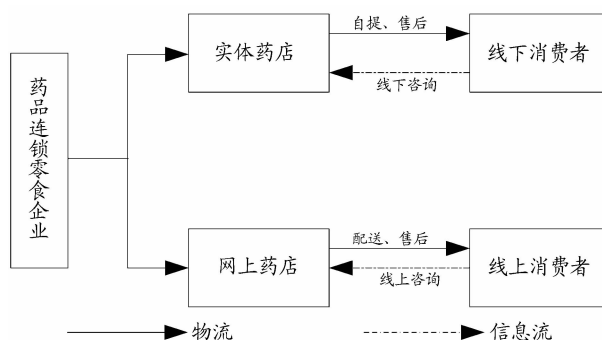 药品连锁零食企业
实体药店
自提、售后
线下咨询
线下消费者
网上药店
配送、售后
线上咨询
线上消费者
物流
信息流